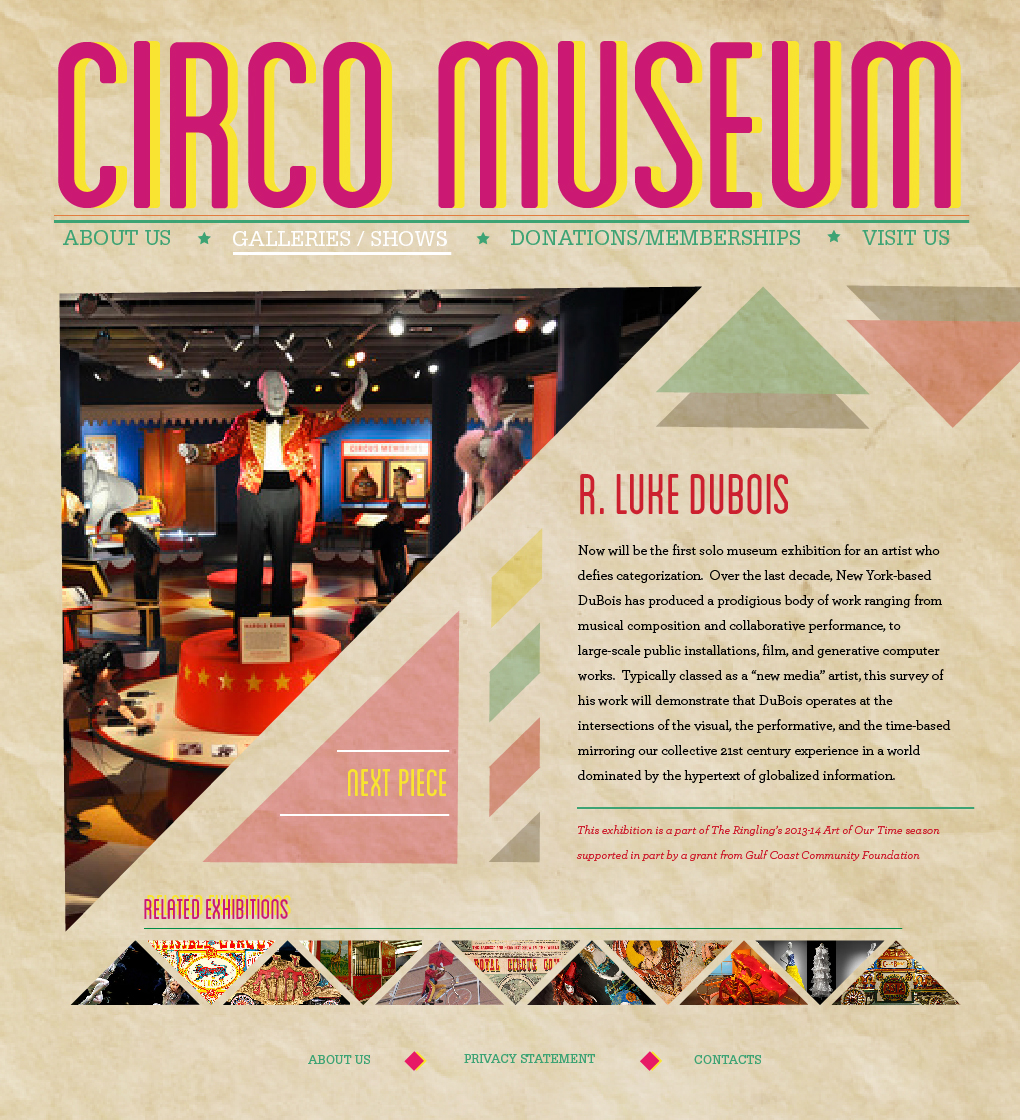 CIRCO MUSEUM
ABOUT US ★ GALLERIES / SHOWS ★ DONATIONS/MEMBERSHIPS ★ VISIT US
CIRCUS MEMORIES
R. LUKE DUBOIS
Now will be the first solo museum exhibition for an artist who
defies categorization.  Over the last decade, New York-based
DuBois has produced a prodigious body of work ranging from
musical composition and collaborative performance, to
large-scale public installations, film, and generative computer
works.  Typically classed as a “new media” artist, this survey of
his work will demonstrate that DuBois operates at the
intersections of the visual, the performative, and the time-based
mirroring our collective 21st century experience in a world
dominated by the hypertext of globalized information.
NEXT PIECE
This exhibition is a part of The Ringling's 2013-14 Art of Our Time season
supported in part by a grant from Gulf Coast Community Foundation
RELATED EXHIBITIONS
ROYAL CIRCUS
ABOUT US
PRIVACY STATEMENT
CONTACTS